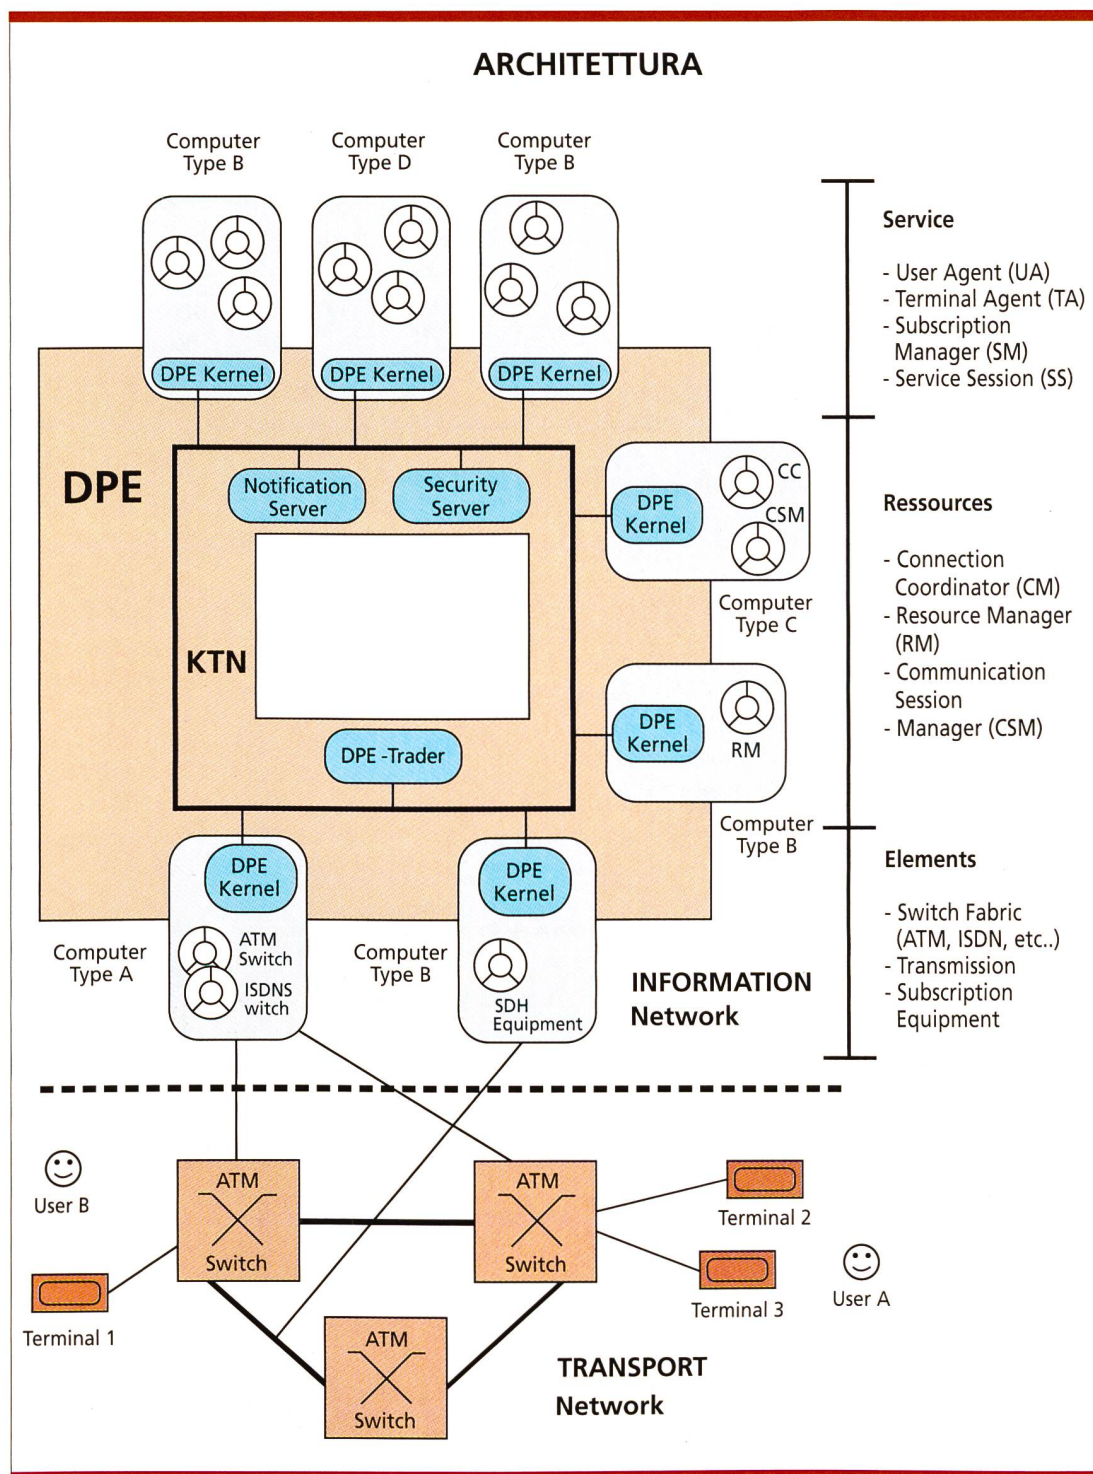 ARCHITETTURA
Computer
Type B
Computer
Type D
Computer
Type B
DPE Kernel
DPE Kernel
DPE Kernel
DPE
Notification
Server
Security
Server
KTN
DPE -Trader
DPE
Kernel
CC
CSM
Computer
Type C
DPE
Kernel
RM
Computer
Type B
DPE
Kernel
ATM
Switch
ISDNS
witch
Computer
Type A
DPE
Kernel
SDH
Equipment
Computer
Type B
INFORMATION
Network
Service
- User Agent (UA)
- Terminal Agent (TA)
- Subscription
Manager (SM)
- Service Session (SS)
Ressources
- Connection
Coordinator (CM)
- Resource Manager
(RM)
- Communication
Session
- Manager (CSM)
Elements
- Switch Fabric
(ATM, ISDN, etc..)
- Transmission
- Subscription
Equipment
User B
ATM
Switch
ATM
Switch
Terminal 2
Terminal 1
Terminal 3
User A
ATM
Switch
TRANSPORT
Network